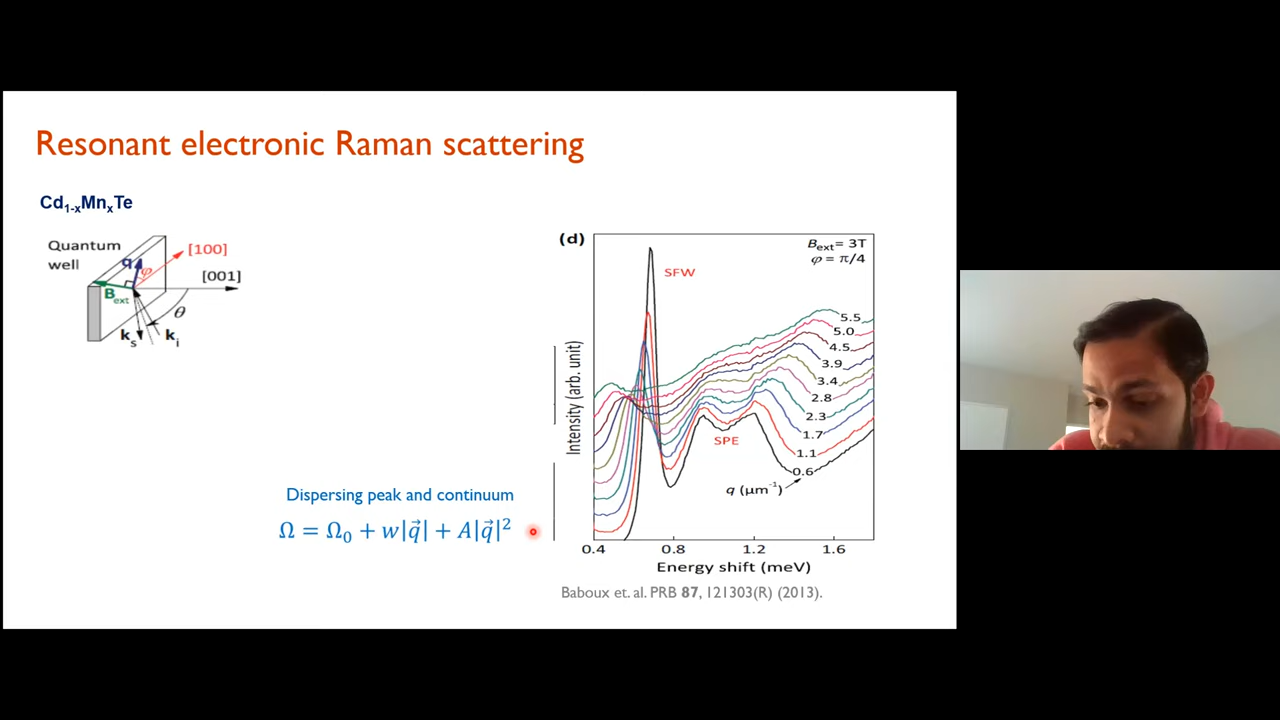 Resonant electronic Raman scattering
Cd1-xMnxTe
Quantum
well
q
φ
[100]
[001]
Bext
θ
ks
ki
(d)
Bext= 3T
φ = π/4
SFW
5.5
5.0
4.5
3.9
3.4
2.8
2.3
1.7
1.1
0.6
SPE
q (μm-1)
Intensity (arb. unit)
0.4 0.8 1.2 1.6
Energy shift (meV)
Dispersing peak and continuum
Ω = Ω0 + w|q⃗| + A|q⃗|²
Baboux et. al. PRB 87, 121303(R) (2013).